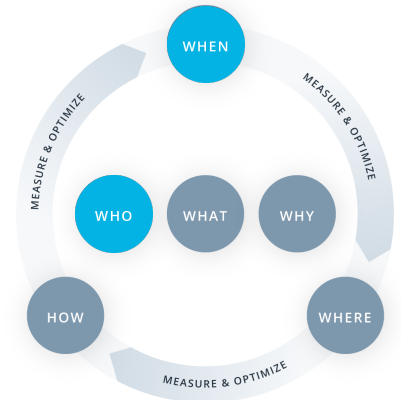 WHEN
MEASURE & OPTIMIZE
MEASURE & OPTIMIZE
WHO
WHAT
WHY
HOW
WHERE
MEASURE & OPTIMIZE